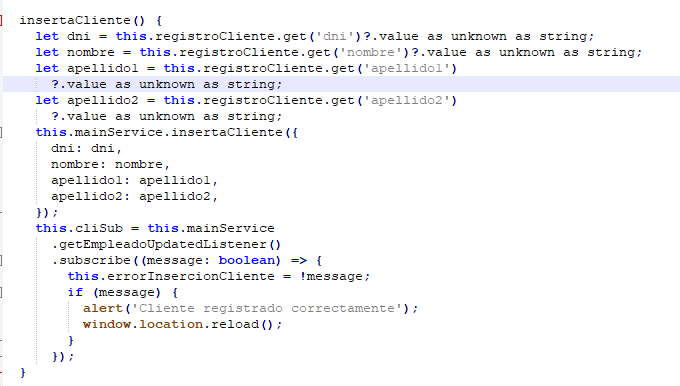 insertaCliente() {
let dni = this.registroCliente.get('dni')?.value as unknown as string;
let nombre = this.registroCliente.get('nombre')?.value as unknown as string;
let apellido1 = this.registroCliente.get('apellido1')
?.value as unknown as string;
let apellido2 = this.registroCliente.get('apellido2')
?.value as unknown as string;
this.mainService.insertaCliente({
dni: dni,
nombre: nombre,
apellido1: apellido1,
apellido2: apellido2,
});
this.cliSub = this.mainService
.getEmpleadoUpdatedListener()
.subscribe((message: boolean) => {
this.errorInsercionCliente = !message;
if (message) {
alert('Cliente registrado correctamente');
window.location.reload();
}
});
}